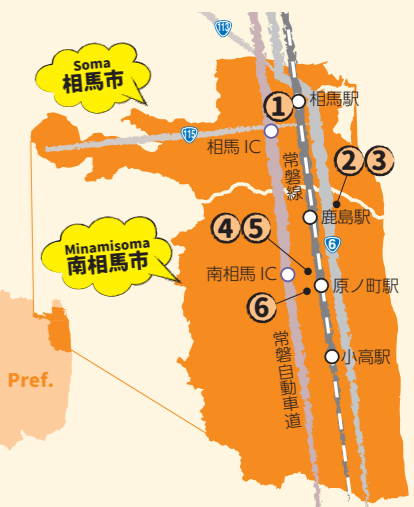 113
Soma
相馬市
①
相馬駅
115
相馬 IC
常磐線
② ③
鹿島駅
④ ⑤
6
Minamisoma
南相馬市
南相馬 IC
原ノ町駅
⑥
常磐自動車道
小高駅
Pref.